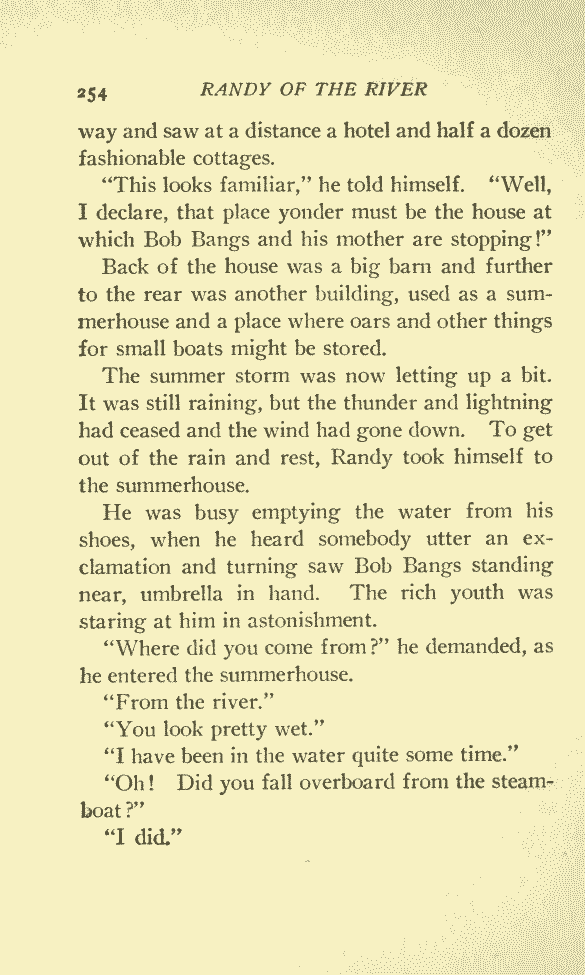 254 RANDY OF THE RIVER
way and saw at a distance a hotel and half a dozen
fashionable cottages.
"This looks familiar," he told himself. "Well,
I declare, that place yonder must be the house at
which Bob Bangs and his mother are stopping!"
Back of the house was a big barn and further
to the rear was another building, used as a sum-
merhouse and a place where oars and other things
for small boats might be stored.
The summer storm was now letting up a bit.
It was still raining, but the thunder and lightning
had ceased and the wind had gone down. To get
out of the rain and rest, Randy took himself to
the summerhouse.
He was busy emptying the water from his
shoes, when he heard somebody utter an ex-
clamation and turning saw Bob Bangs standing
near, umbrella in hand. The rich youth was
staring at him in astonishment.
"Where did you come from?" he demanded, as
he entered the summerhouse.
"From the river."
"You look pretty wet."
"I have been in the water quite some time."
"Oh! Did you fall overboard from the steam-
boat?"
"I did."